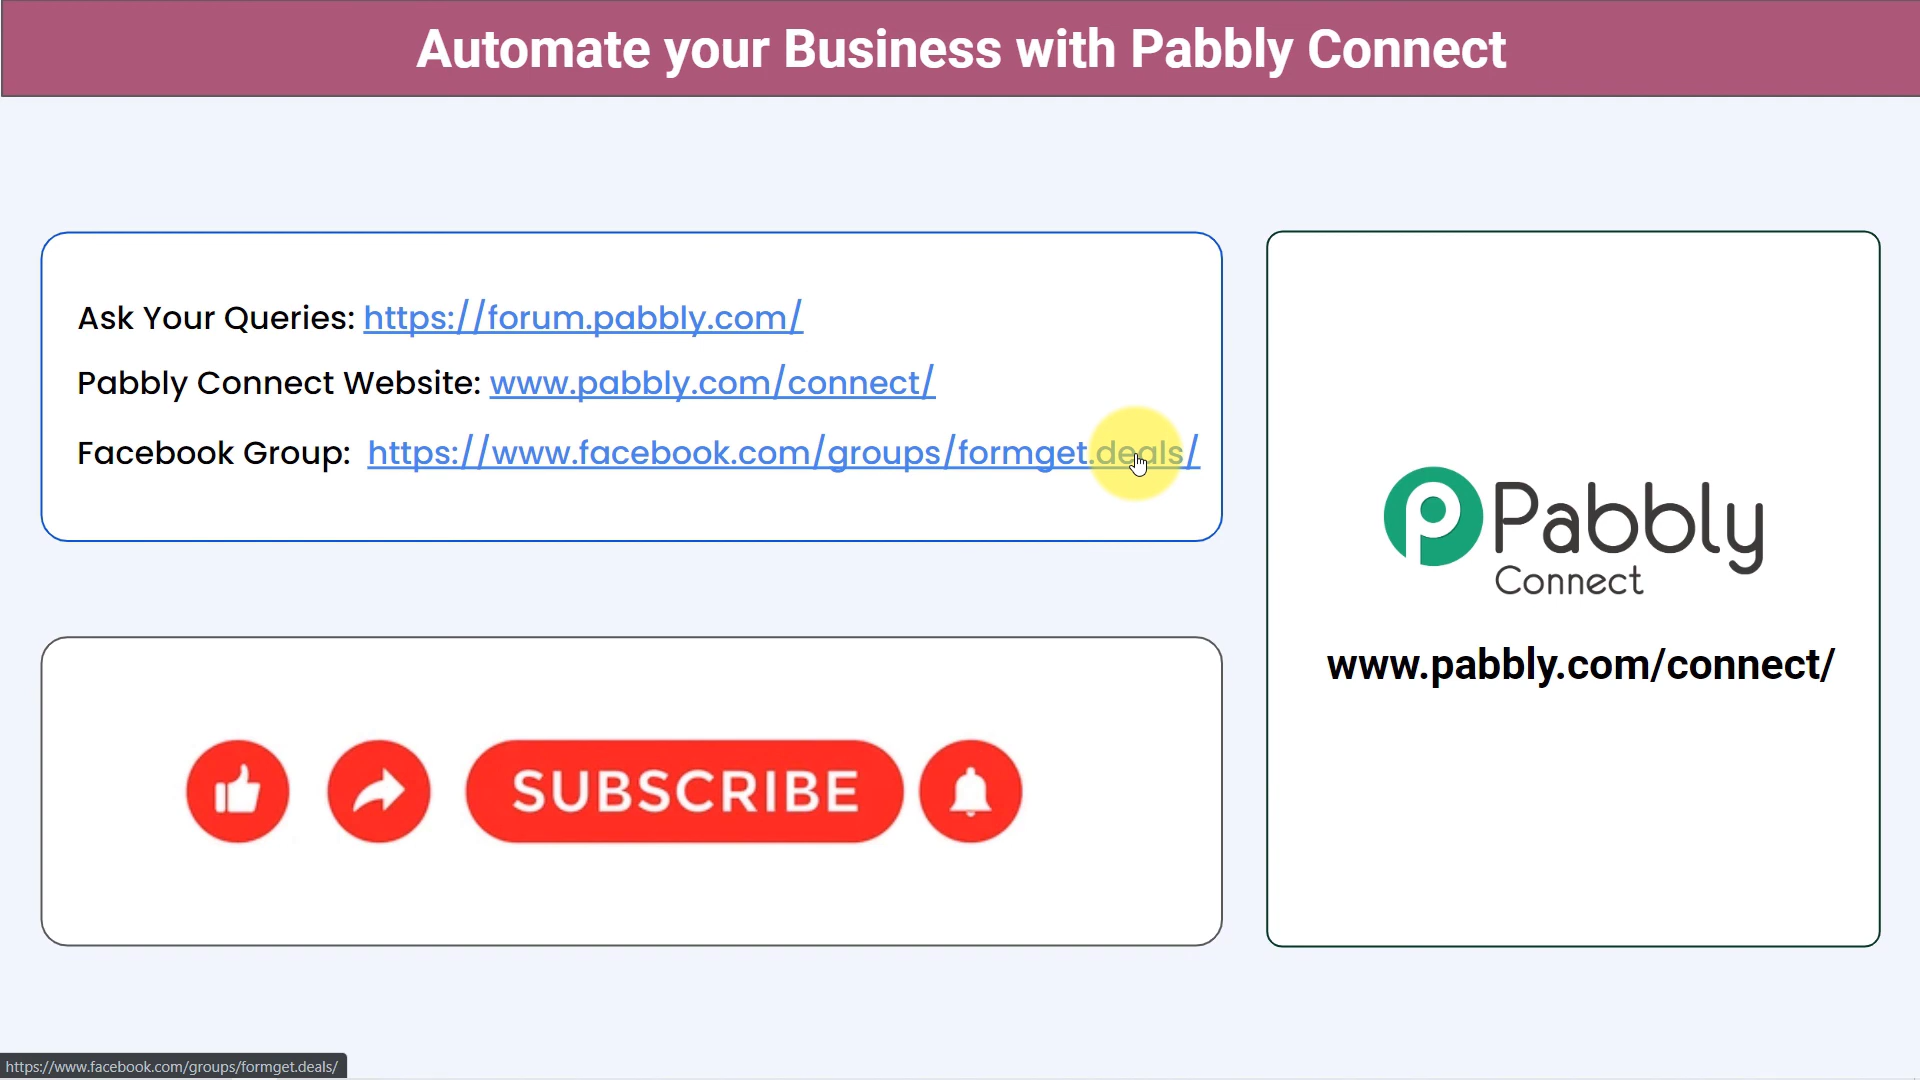 Automate your Business with Pabbly Connect
Ask Your Queries: https://forum.pabbly.com/
Pabbly Connect Website: www.pabbly.com/connect/
Facebook Group: https://www.facebook.com/groups/formget.deals/
Pabbly
Connect
www.pabbly.com/connect/
SUBSCRIBE
https://www.facebook.com/groups/formget.deals/